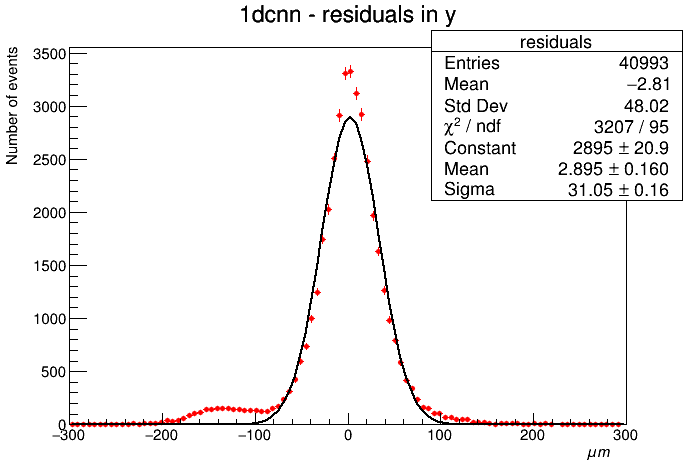 1dcnn - residuals in y
residuals
Entries 40993
Mean −2.81
Std Dev 48.02
χ² / ndf 3207 / 95
Constant 2895 ± 20.9
Mean 2.895 ± 0.160
Sigma 31.05 ± 0.16
Number of events
3500
3000
2500
2000
1500
1000
500
0
−300 −200 −100 0 100 200 300
μm